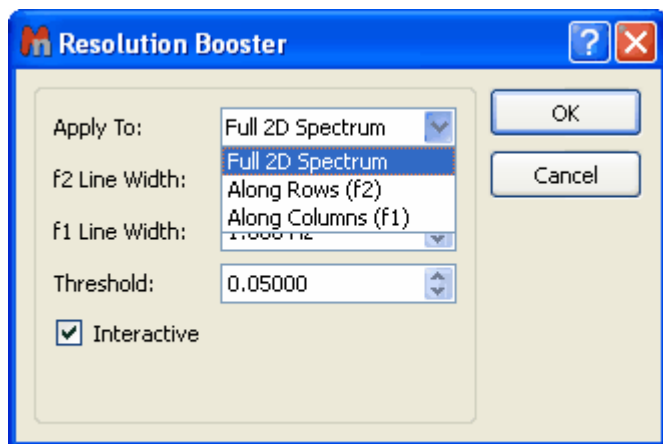 Resolution Booster
Apply To: Full 2D Spectrum
Full 2D Spectrum
f2 Line Width:
Along Rows (f2)
Along Columns (f1)
f1 Line Width:
Threshold: 0.05000
Interactive
OK
Cancel